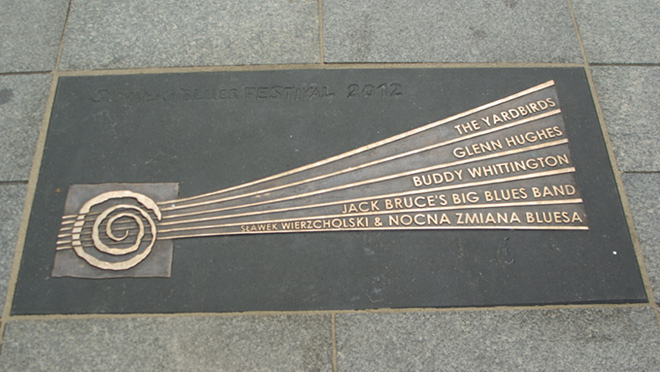 FESTIVAL 2012
THE YARDBIRDS
GLENN HUGHES
BUDDY WHITTINGTON
JACK BRUCE'S BIG BLUES BAND
SŁAWEK WIERZCHOLSKI & NOCNA ZMIANA BLUESA